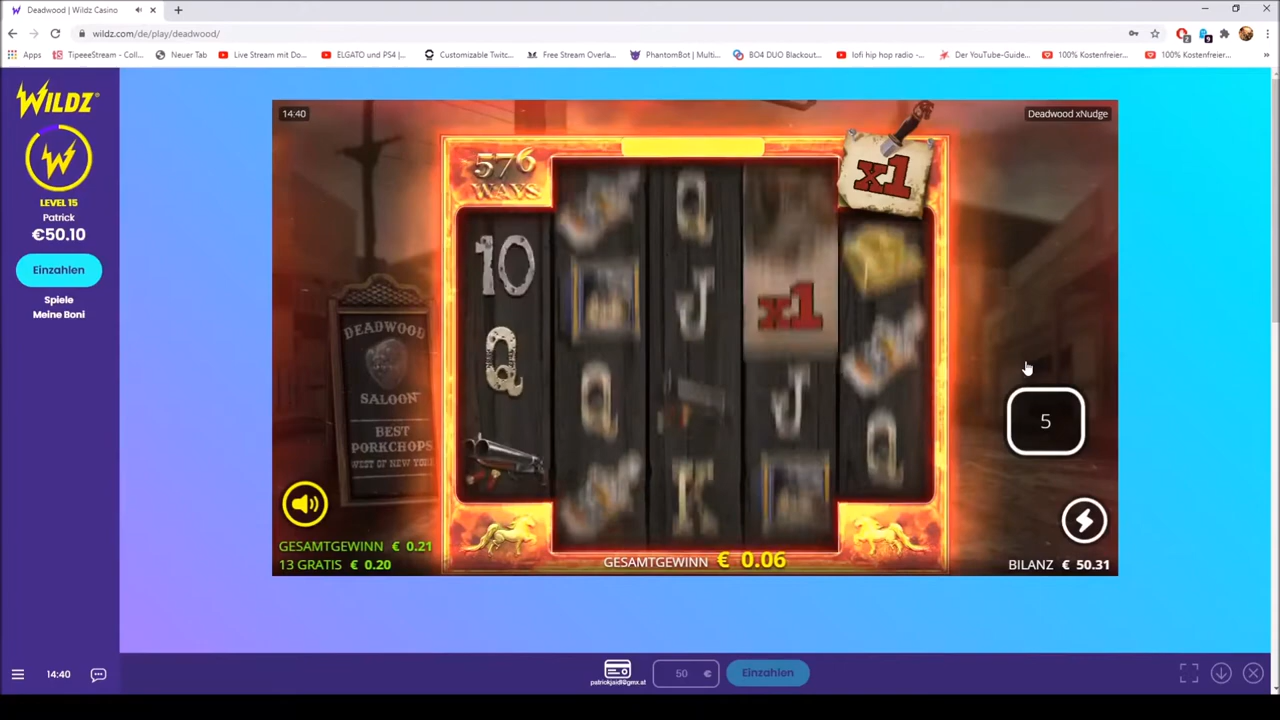 Deadwood | Wildz Casino
wildz.com/de/play/deadwood/
Apps
TipeeeStream - Coll...
Neuer Tab
Live Stream mit Do...
ELGATO und PS4 |...
Customizable Twitc...
Free Stream Overla...
PhantomBot | Multi...
BO4 DUO Blackout...
lofi hip hop radio -...
Der YouTube-Guide...
100% Kostenfreier...
100% Kostenfreier...
WILDZ
W
LEVEL 15
Patrick
€50.10
Einzahlen
Spiele
Meine Boni
14:40
Deadwood xNudge
576
WAYS
x1
10
Q
J
x1
Q
Q
J
Q
K
DEADWOOD
SALOON
BEST
PORKCHOPS
WEST OF NEW YORK
5
GESAMTGEWINN € 0.21
13 GRATIS € 0.20
GESAMTGEWINN € 0.06
BILANZ € 50.31
14:40
patrickjaidl@gmx.at
50 €
Einzahlen